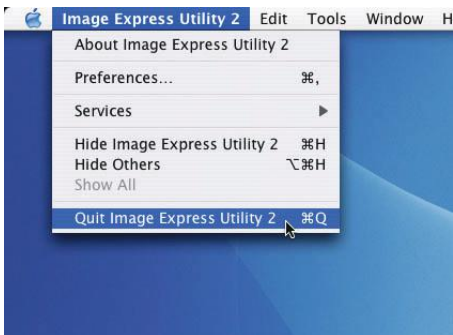 Image Express Utility 2 Edit Tools Window H
About Image Express Utility 2
Preferences... ⌘,
Services ▶
Hide Image Express Utility 2 ⌘H
Hide Others ⌥⌘H
Show All
Quit Image Express Utility 2 ⌘Q